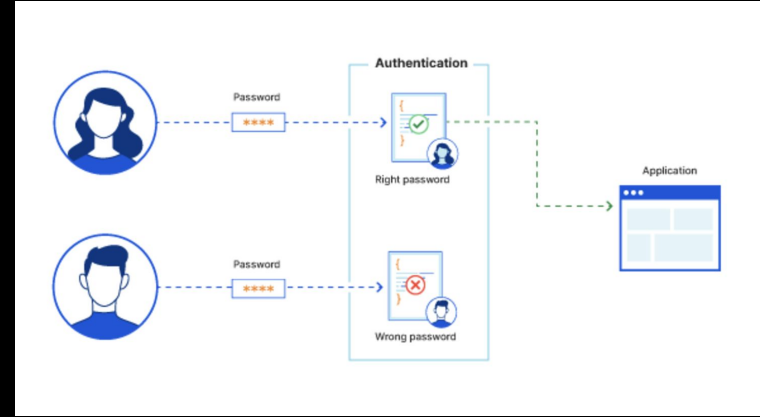 Authentication
Password
****
Right password
Application
Password
****
Wrong password